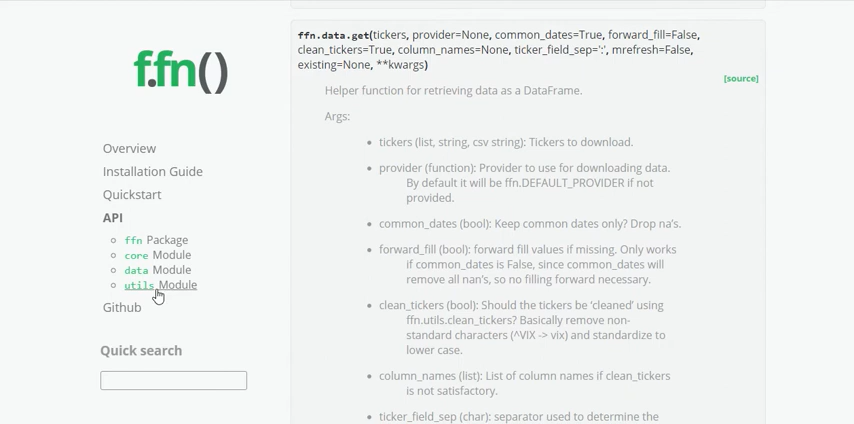 f.fn()
Overview
Installation Guide
Quickstart
API
ffn Package
core Module
data Module
utils Module
Github
Quick search
ffn.data.get(tickers, provider=None, common_dates=True, forward_fill=False,
clean_tickers=True, column_names=None, ticker_field_sep=':', mrefresh=False,
existing=None, **kwargs)
[source]
Helper function for retrieving data as a DataFrame.
Args:
• tickers (list, string, csv string): Tickers to download.
• provider (function): Provider to use for downloading data.
By default it will be ffn.DEFAULT_PROVIDER if not
provided.
• common_dates (bool): Keep common dates only? Drop na’s.
• forward_fill (bool): forward fill values if missing. Only works
if common_dates is False, since common_dates will
remove all nan’s, so no filling forward necessary.
• clean_tickers (bool): Should the tickers be ‘cleaned’ using
ffn.utils.clean_tickers? Basically remove non-
standard characters (^VIX -> vix) and standardize to
lower case.
• column_names (list): List of column names if clean_tickers
is not satisfactory.
• ticker_field_sep (char): separator used to determine the